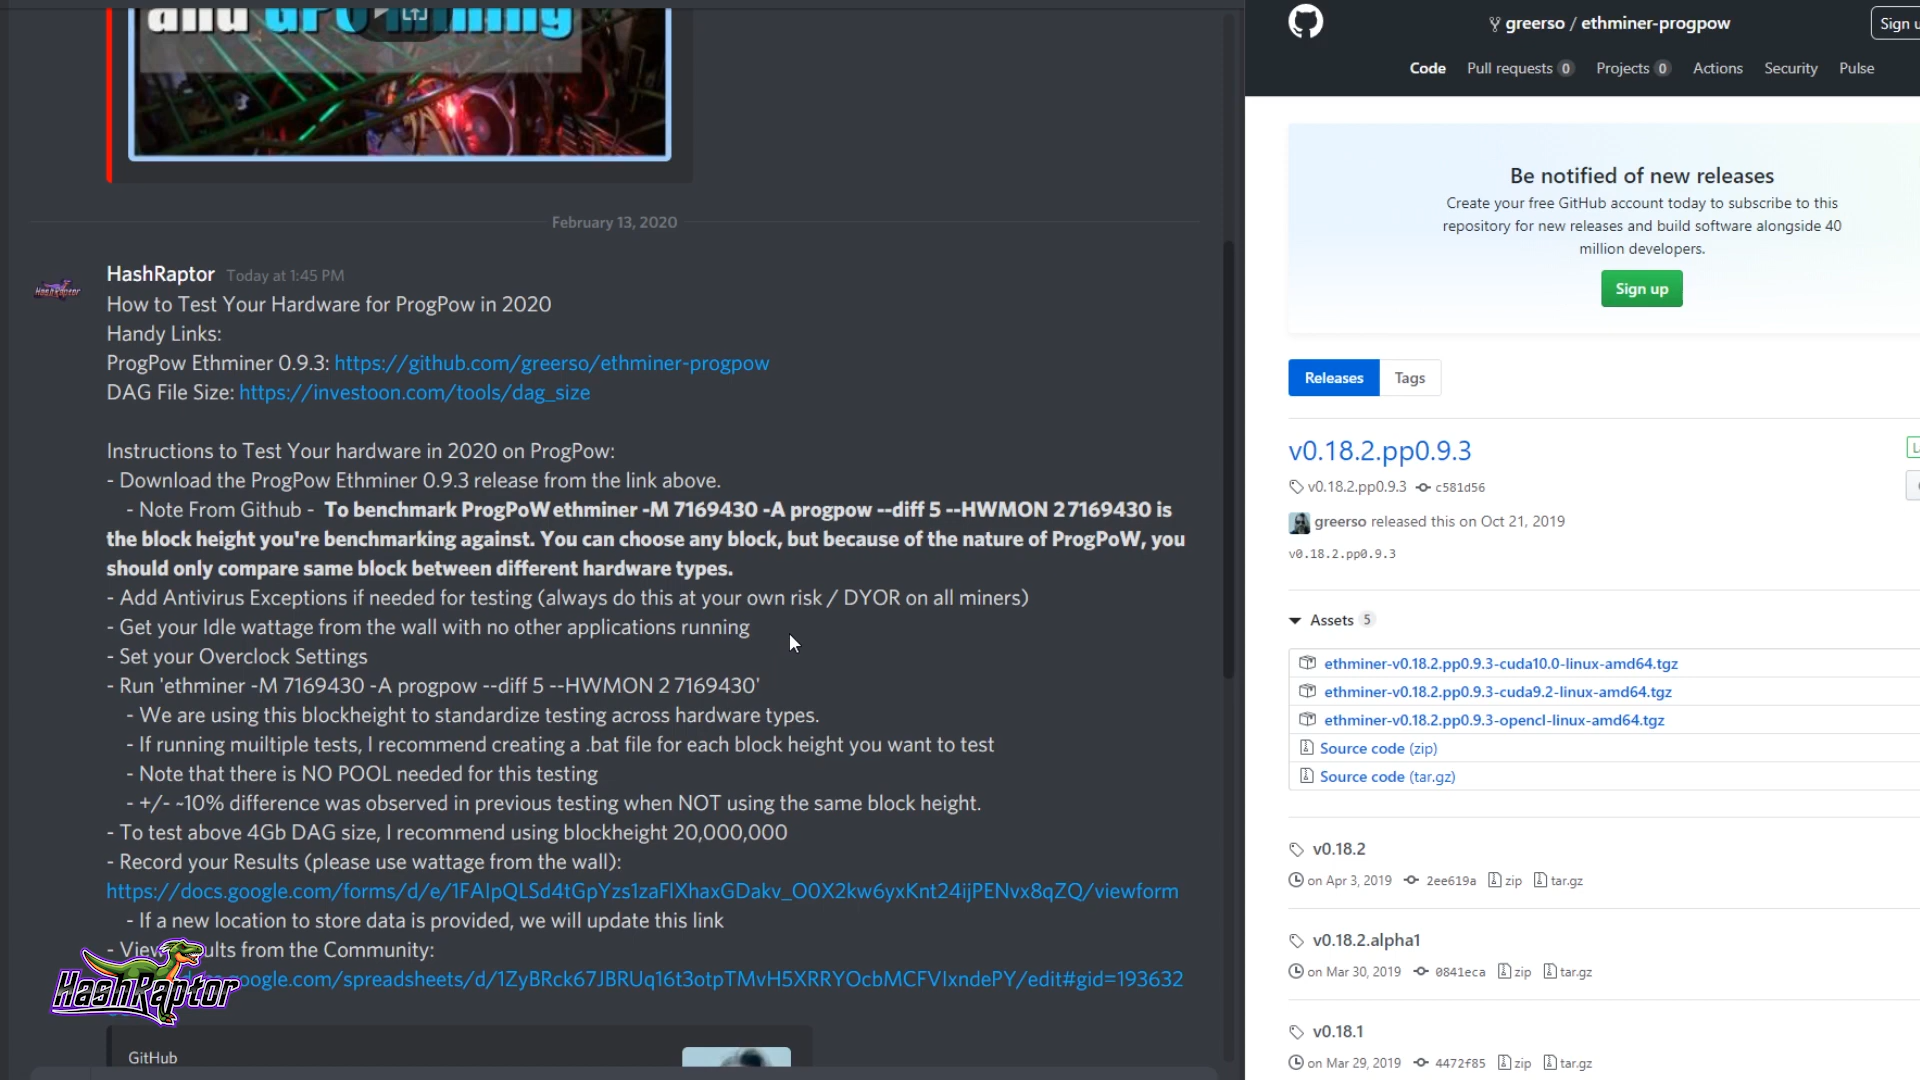 and GPU mining
February 13, 2020
HashRaptor Today at 1:45 PM
How to Test Your Hardware for ProgPow in 2020
Handy Links:
ProgPow Ethminer 0.9.3: https://github.com/greerso/ethminer-progpow
DAG File Size: https://investoon.com/tools/dag_size
Instructions to Test Your hardware in 2020 on ProgPow:
- Download the ProgPow Ethminer 0.9.3 release from the link above.
- Note From Github - To benchmark ProgPoW ethminer -M 7169430 -A progpow --diff 5 --HWMON 2 7169430 is
the block height you're benchmarking against. You can choose any block, but because of the nature of ProgPoW, you
should only compare same block between different hardware types.
- Add Antivirus Exceptions if needed for testing (always do this at your own risk / DYOR on all miners)
- Get your Idle wattage from the wall with no other applications running
- Set your Overclock Settings
- Run 'ethminer -M 7169430 -A progpow --diff 5 --HWMON 2 7169430'
- We are using this blockheight to standardize testing across hardware types.
- If running muiltiple tests, I recommend creating a .bat file for each block height you want to test
- Note that there is NO POOL needed for this testing
- +/- ~10% difference was observed in previous testing when NOT using the same block height.
- To test above 4Gb DAG size, I recommend using blockheight 20,000,000
- Record your Results (please use wattage from the wall):
https://docs.google.com/forms/d/e/1FAIpQLSd4tGpYzs1zaFlXhaxGDakv_O0X2kw6yxKnt24ijPENvx8qZQ/viewform
- If a new location to store data is provided, we will update this link
- View ults from the Community:
google.com/spreadsheets/d/1ZyBRck67JBRUq16t3otpTMvH5XRRYOcbMCFVIxndePY/edit#gid=193632
HashRaptor
GitHub
greerso / ethminer-progpow
Sign u
Code Pull requests 0 Projects 0 Actions Security Pulse
Be notified of new releases
Create your free GitHub account today to subscribe to this
repository for new releases and build software alongside 40
million developers.
Sign up
Releases Tags
v0.18.2.pp0.9.3
v0.18.2.pp0.9.3 c581d56
greerso released this on Oct 21, 2019
v0.18.2.pp0.9.3
Assets 5
ethminer-v0.18.2.pp0.9.3-cuda10.0-linux-amd64.tgz
ethminer-v0.18.2.pp0.9.3-cuda9.2-linux-amd64.tgz
ethminer-v0.18.2.pp0.9.3-opencl-linux-amd64.tgz
Source code (zip)
Source code (tar.gz)
v0.18.2
on Apr 3, 2019 2ee619a zip tar.gz
v0.18.2.alpha1
on Mar 30, 2019 0841eca zip tar.gz
v0.18.1
on Mar 29, 2019 4472f85 zip tar.gz